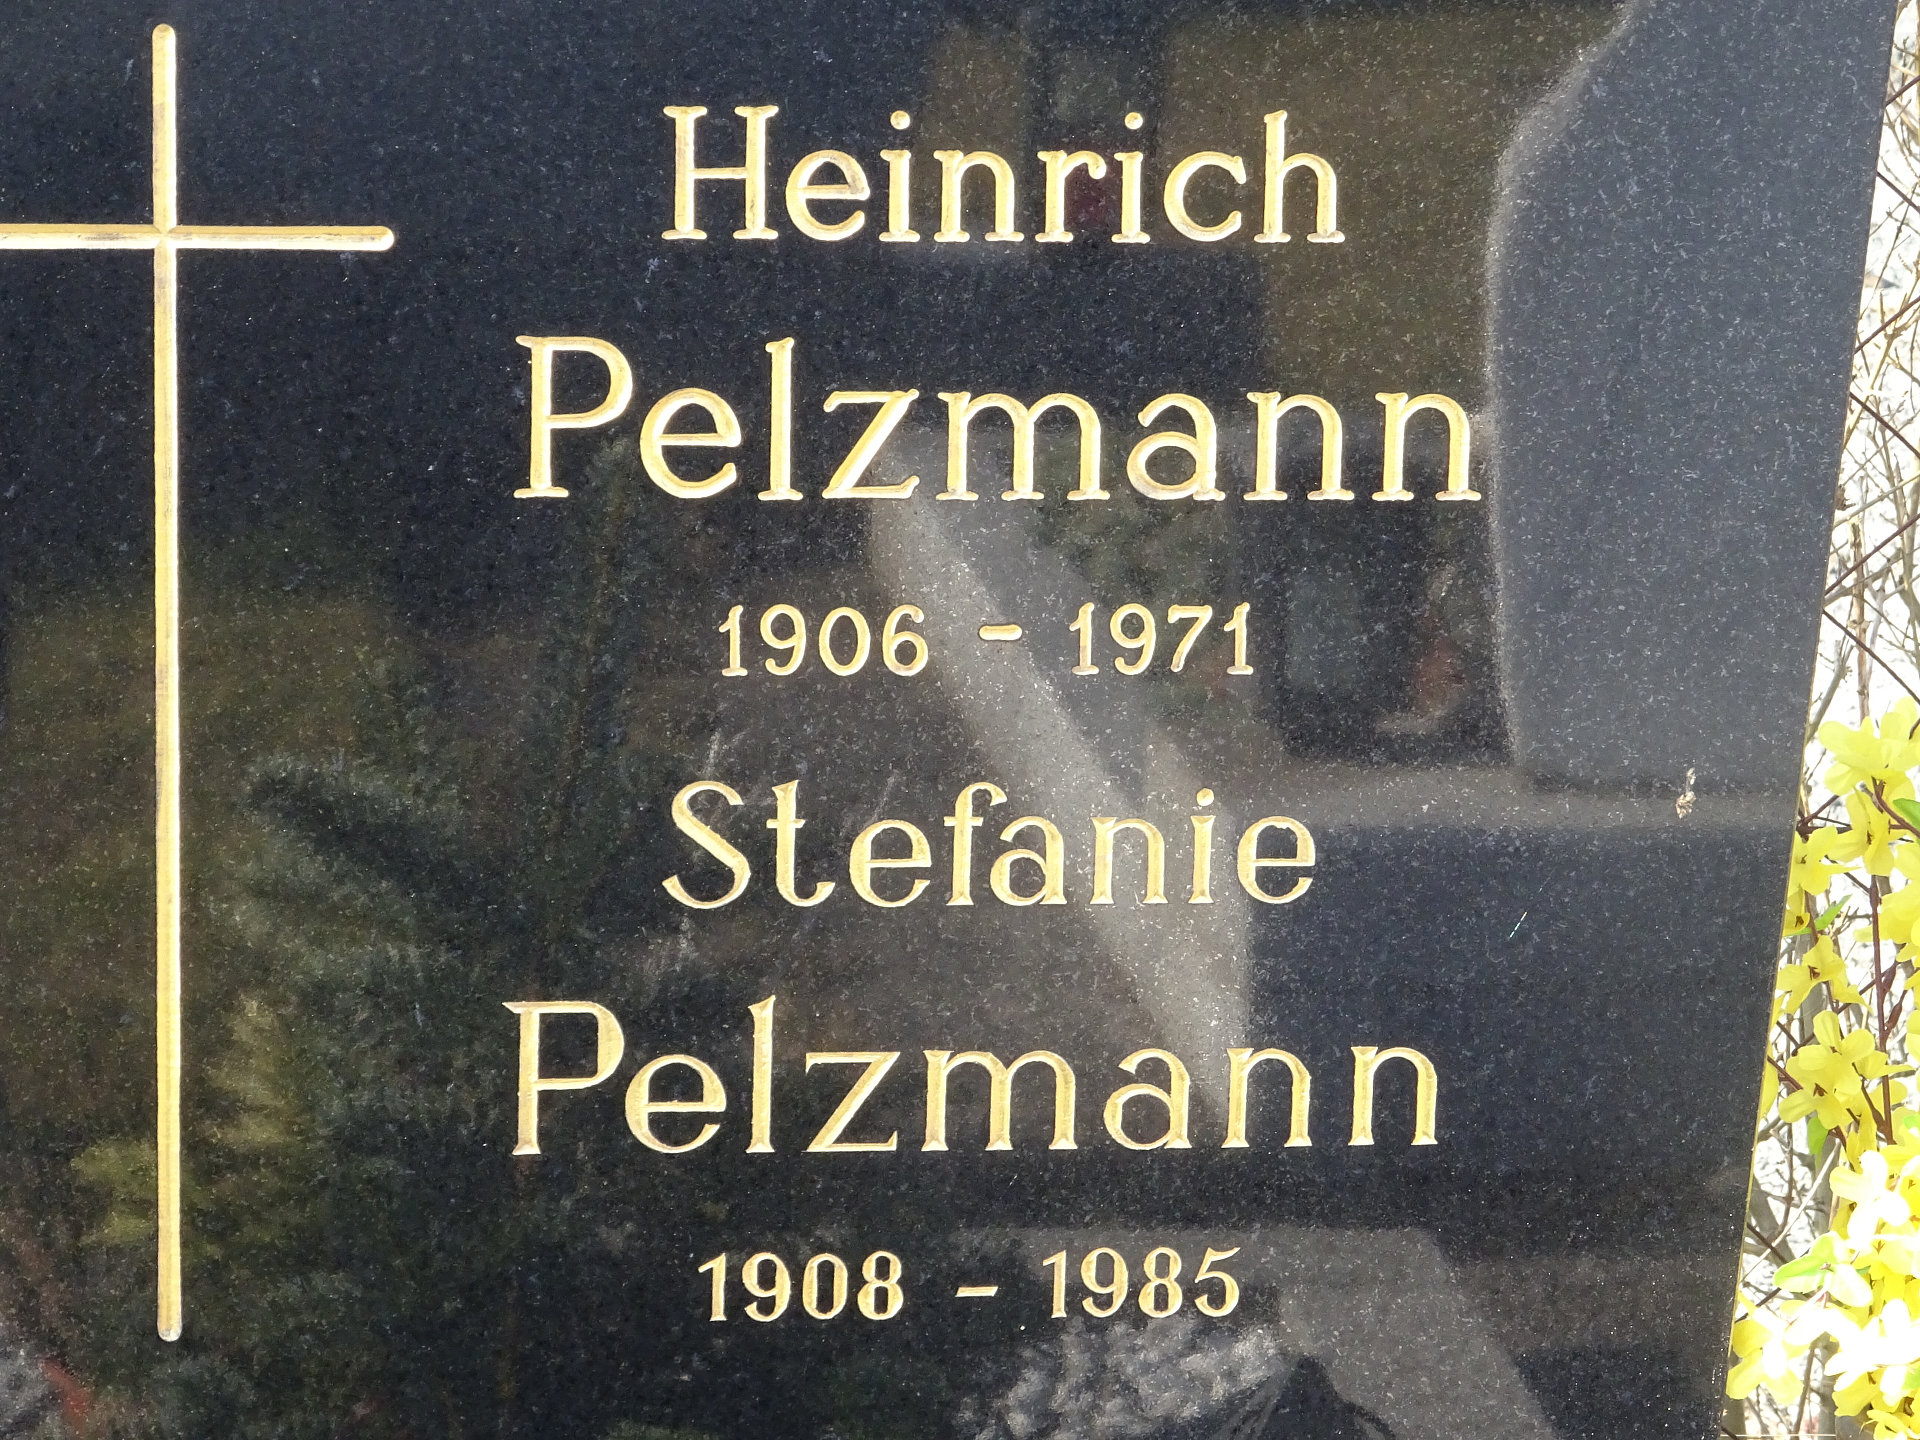 Heinrich
Pelzmann
1906 - 1971
Stefanie
Pelzmann
1908 - 1985